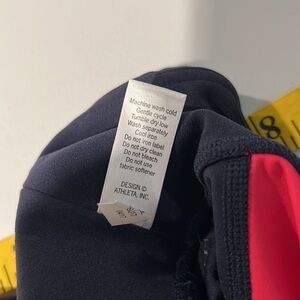 Machine wash cold
Gentle cycle
Tumble dry low
Wash separately
Cool iron
Do not iron label
Do not dry clean
Do not bleach
Do not use
fabric softener
DESIGN ©
ATHLETA, INC.
8